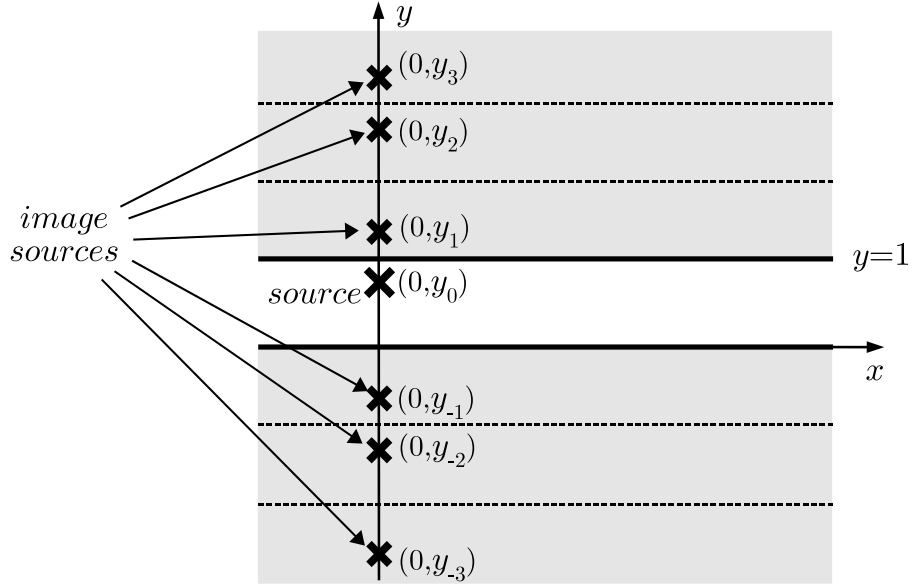 y
(0,y₃)
(0,y₂)
image
sources
(0,y₁)
y=1
source
(0,y₀)
x
(0,y₋₁)
(0,y₋₂)
(0,y₋₃)